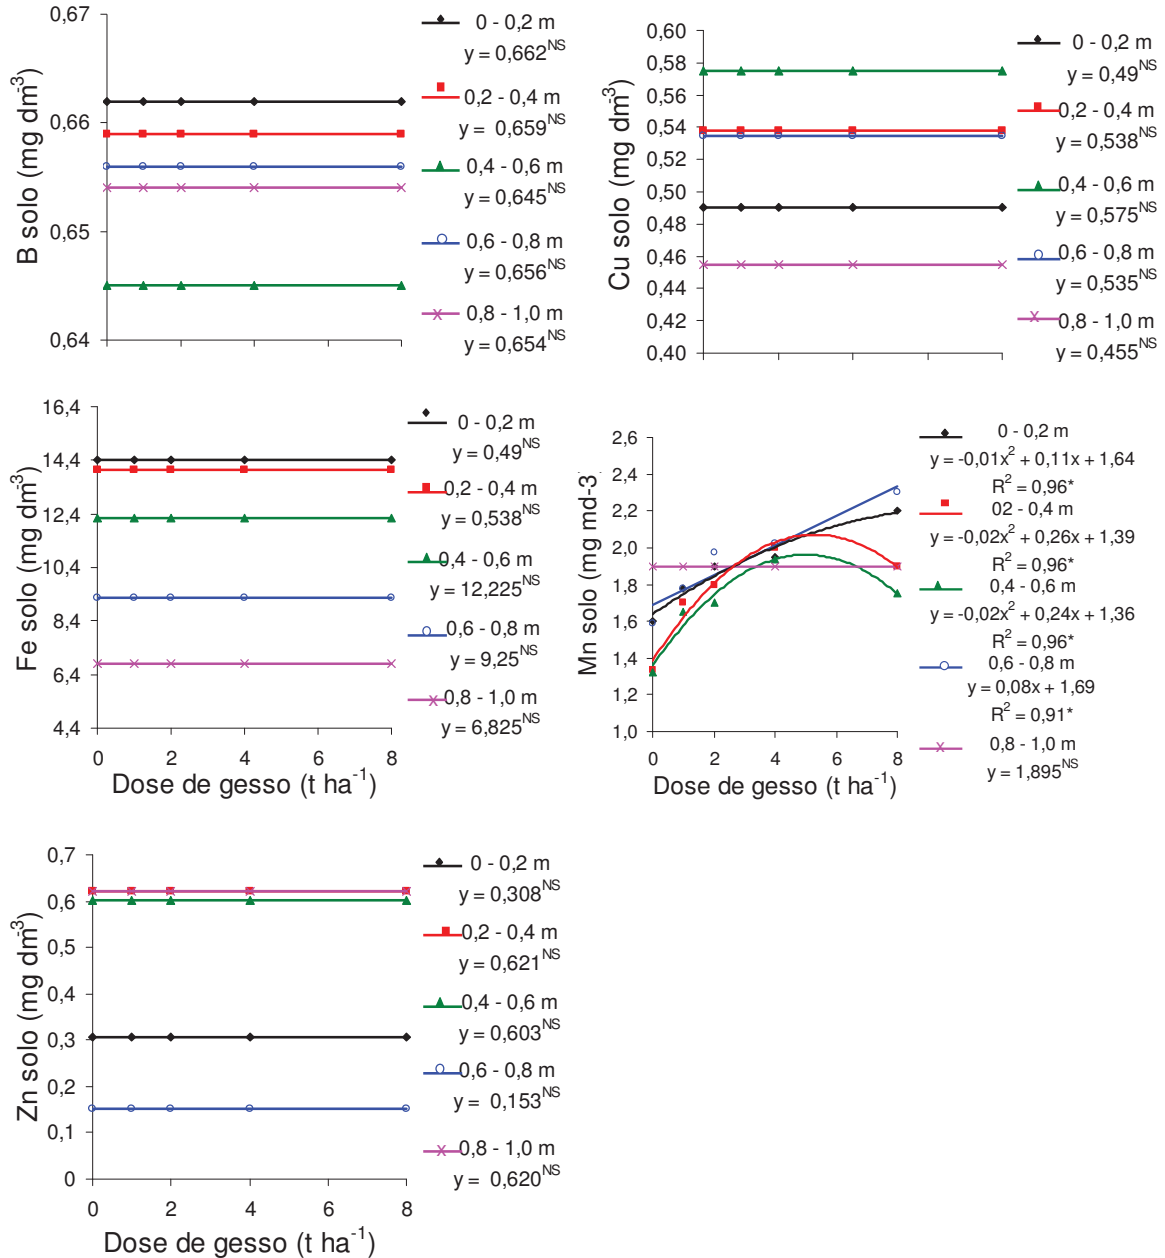 0,67
0,66
0,65
0,64
B solo (mg dm-3)
0 - 0,2 m
y = 0,662NS
0,2 - 0,4 m
y = 0,659NS
0,4 - 0,6 m
y = 0,645NS
0,6 - 0,8 m
y = 0,656NS
0,8 - 1,0 m
y = 0,654NS
0,60
0,58
0,56
0,54
0,52
0,50
0,48
0,46
0,44
0,42
0,40
Cu solo (mg dm-3)
0 - 0,2 m
y = 0,49NS
0,2 - 0,4 m
y = 0,538NS
0,4 - 0,6 m
y = 0,575NS
0,6 - 0,8 m
y = 0,535NS
0,8 - 1,0 m
y = 0,455NS
16,4
14,4
12,4
10,4
8,4
6,4
4,4
Fe solo (mg dm-3)
0 2 4 6 8
Dose de gesso (t ha-1)
0 - 0,2 m
y = 0,49NS
0,2 - 0,4 m
y = 0,538NS
0,4 - 0,6 m
y = 12,225NS
0,6 - 0,8 m
y = 9,25NS
0,8 - 1,0 m
y = 6,825NS
2,6
2,4
2,2
2,0
1,8
1,6
1,4
1,2
1,0
Mn solo (mg md-3)
0 2 4 6 8
Dose de gesso (t ha-1)
0 - 0,2 m
y = -0,01x2 + 0,11x + 1,64
R2 = 0,96*
02 - 0,4 m
y = -0,02x2 + 0,26x + 1,39
R2 = 0,96*
0,4 - 0,6 m
y = -0,02x2 + 0,24x + 1,36
R2 = 0,96*
0,6 - 0,8 m
y = 0,08x + 1,69
R2 = 0,91*
0,8 - 1,0 m
y = 1,895NS
0,7
0,6
0,5
0,4
0,3
0,2
0,1
0
Zn solo (mg dm-3)
0 2 4 6 8
Dose de gesso (t ha-1)
0 - 0,2 m
y = 0,308NS
0,2 - 0,4 m
y = 0,621NS
0,4 - 0,6 m
y = 0,603NS
0,6 - 0,8 m
y = 0,153NS
0,8 - 1,0 m
y = 0,620NS